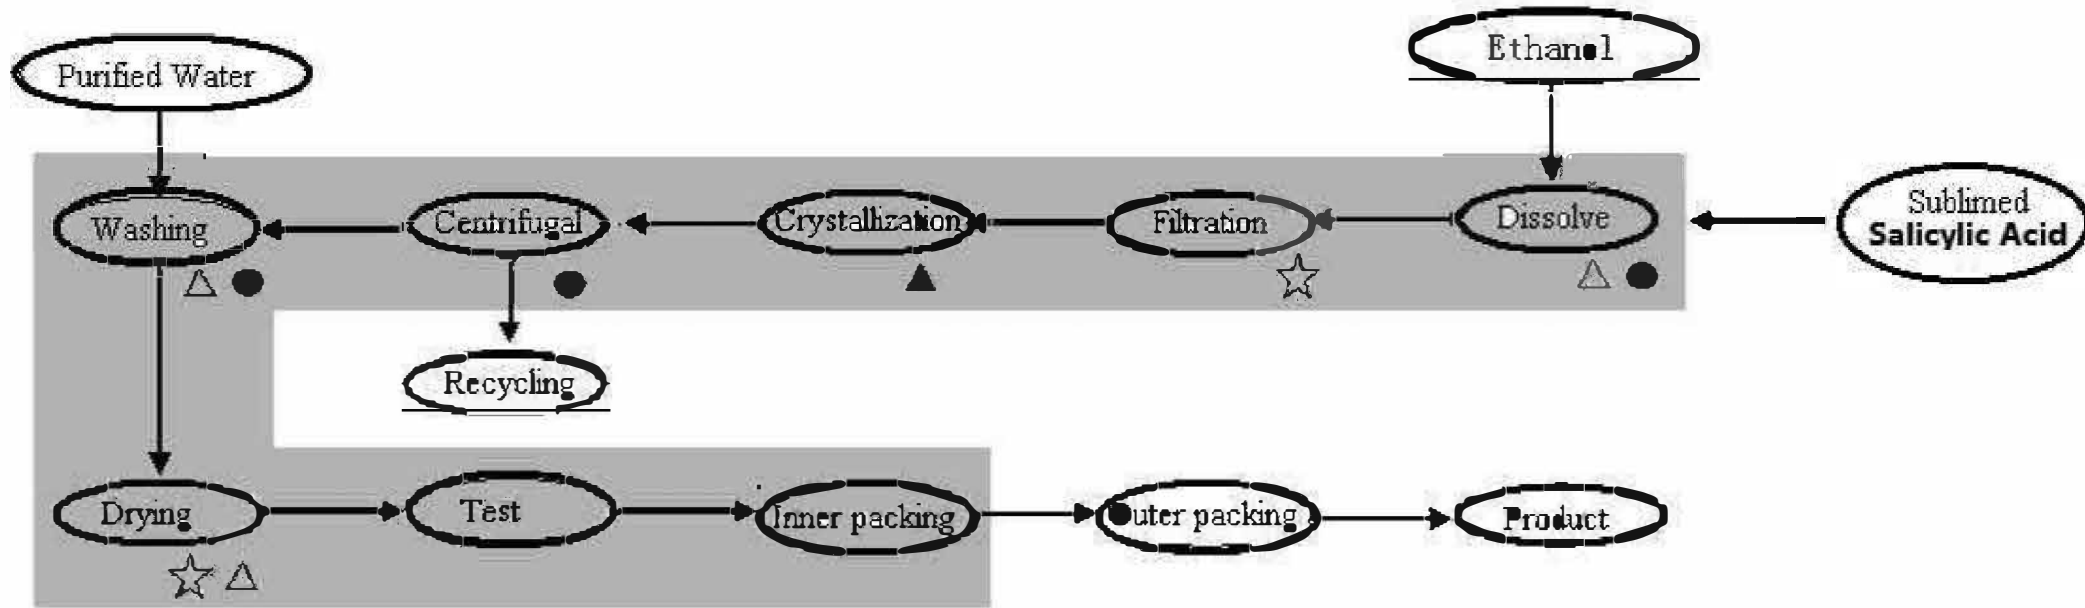 Purified Water
Ethanol
Washing
Centrifugal
Crystallization
Filtration
Dissolve
Sublimed
Salicylic Acid
Recycling
Drying
Test
Inner packing
Outer packing
Product